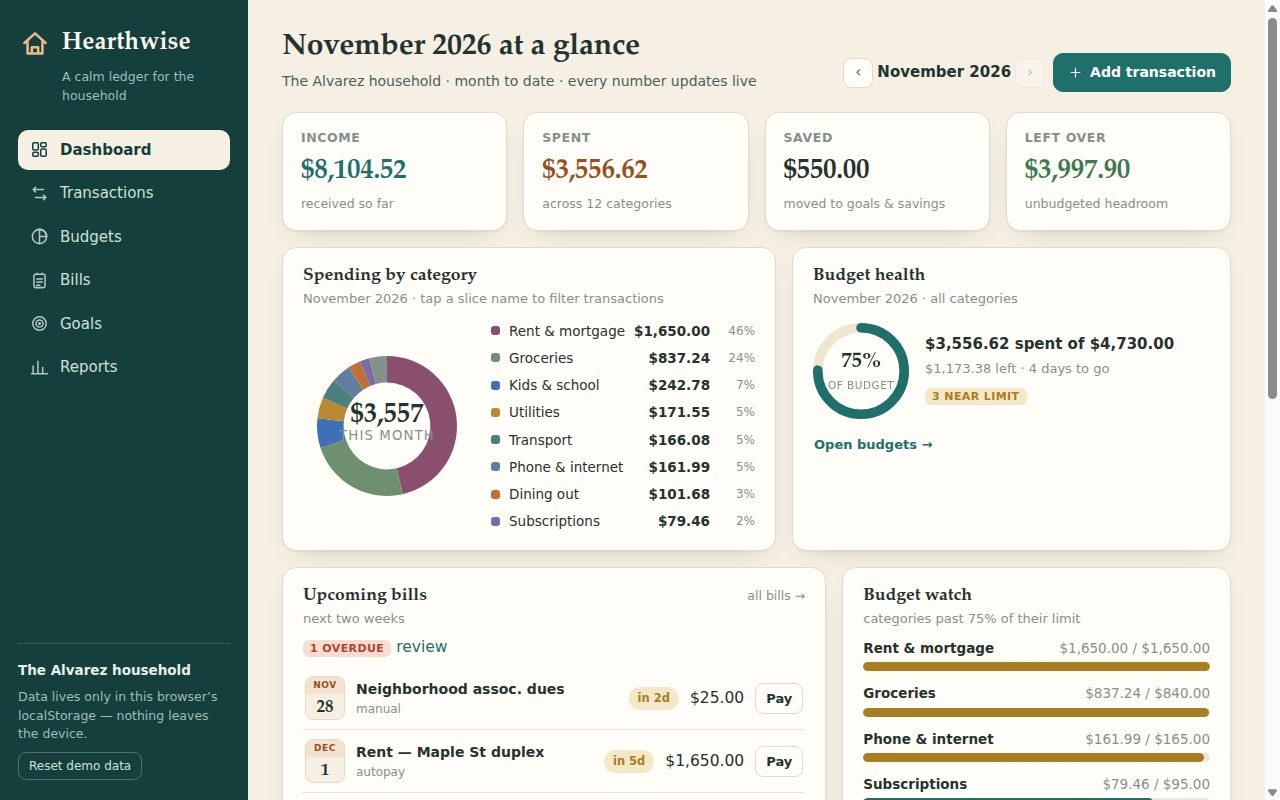 Hearthwise
A calm ledger for the
household
Dashboard
Transactions
Budgets
Bills
Goals
Reports
The Alvarez household
Data lives only in this browser’s
localStorage — nothing leaves
the device.
Reset demo data
November 2026 at a glance
The Alvarez household · month to date · every number updates live
‹ November 2026 ›
+ Add transaction
INCOME
$8,104.52
received so far
SPENT
$3,556.62
across 12 categories
SAVED
$550.00
moved to goals & savings
LEFT OVER
$3,997.90
unbudgeted headroom
Spending by category
November 2026 · tap a slice name to filter transactions
$3,557
THIS MONTH
Rent & mortgage $1,650.00 46%
Groceries $837.24 24%
Kids & school $242.78 7%
Utilities $171.55 5%
Transport $166.08 5%
Phone & internet $161.99 5%
Dining out $101.68 3%
Subscriptions $79.46 2%
Budget health
November 2026 · all categories
75%
OF BUDGET
$3,556.62 spent of $4,730.00
$1,173.38 left · 4 days to go
3 NEAR LIMIT
Open budgets →
Upcoming bills
all bills →
next two weeks
1 OVERDUE review
NOV
28
Neighborhood assoc. dues
manual
in 2d $25.00 Pay
DEC
1
Rent — Maple St duplex
autopay
in 5d $1,650.00 Pay
Budget watch
categories past 75% of their limit
Rent & mortgage $1,650.00 / $1,650.00
Groceries $837.24 / $840.00
Phone & internet $161.99 / $165.00
Subscriptions $79.46 / $95.00